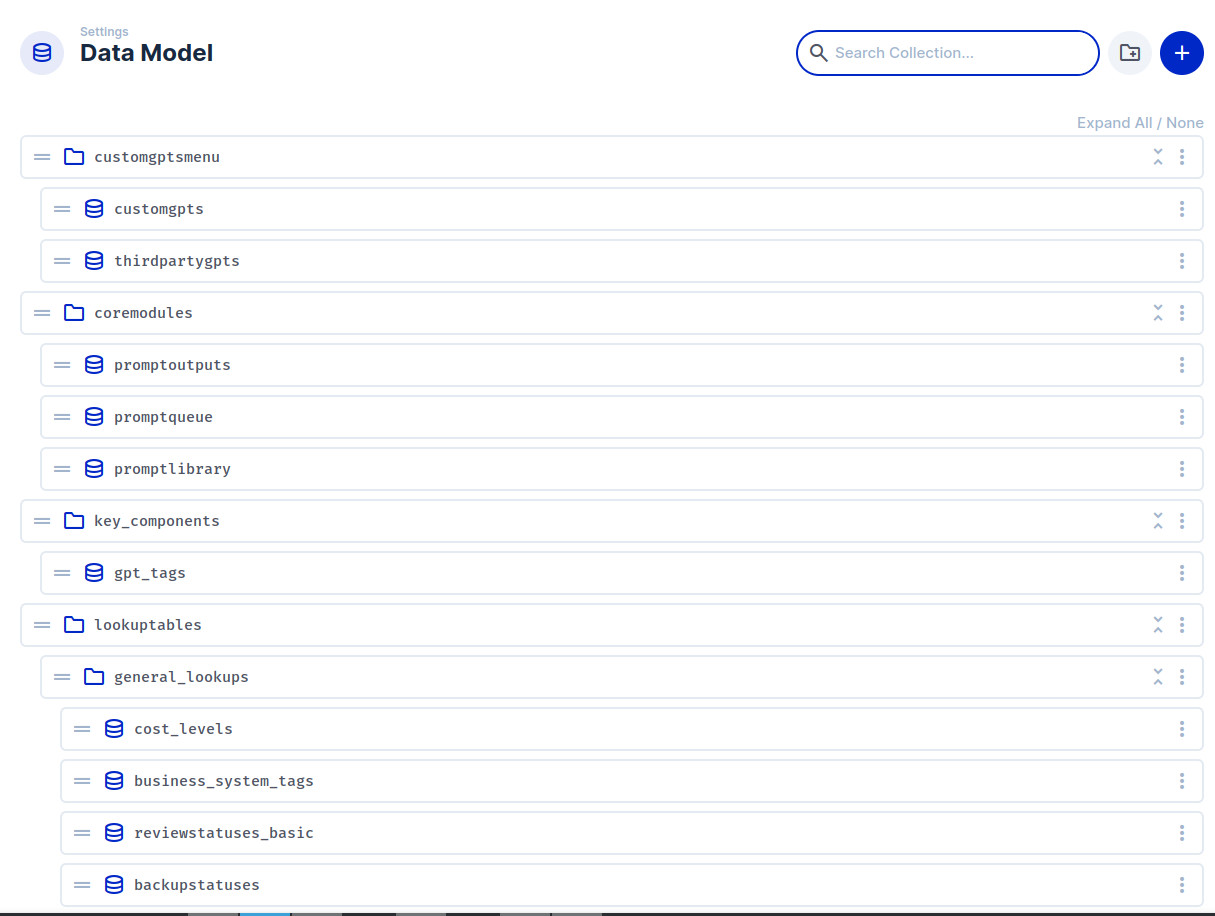 Settings
Data Model
Search Collection...
Expand All / None
customgptsmenu
customgpts
thirdpartygpts
coremodules
promptoutputs
promptqueue
promptlibrary
key_components
gpt_tags
lookuptables
general_lookups
cost_levels
business_system_tags
reviewstatuses_basic
backupstatuses